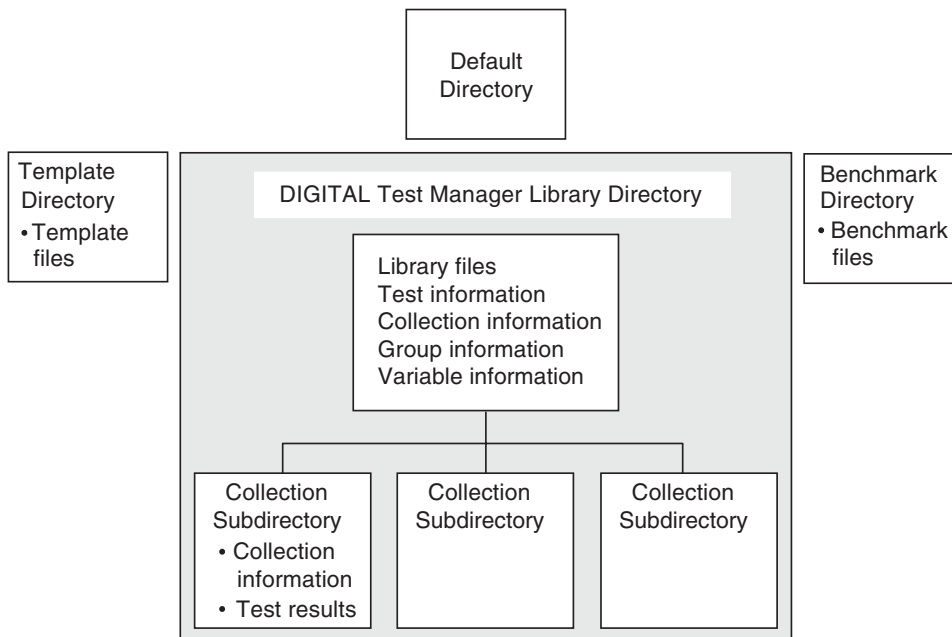 Default
Directory
Template
Directory
• Template
files
DIGITAL Test Manager Library Directory
Benchmark
Directory
• Benchmark
files
Library files
Test information
Collection information
Group information
Variable information
Collection
Subdirectory
• Collection
information
• Test results
Collection
Subdirectory
Collection
Subdirectory